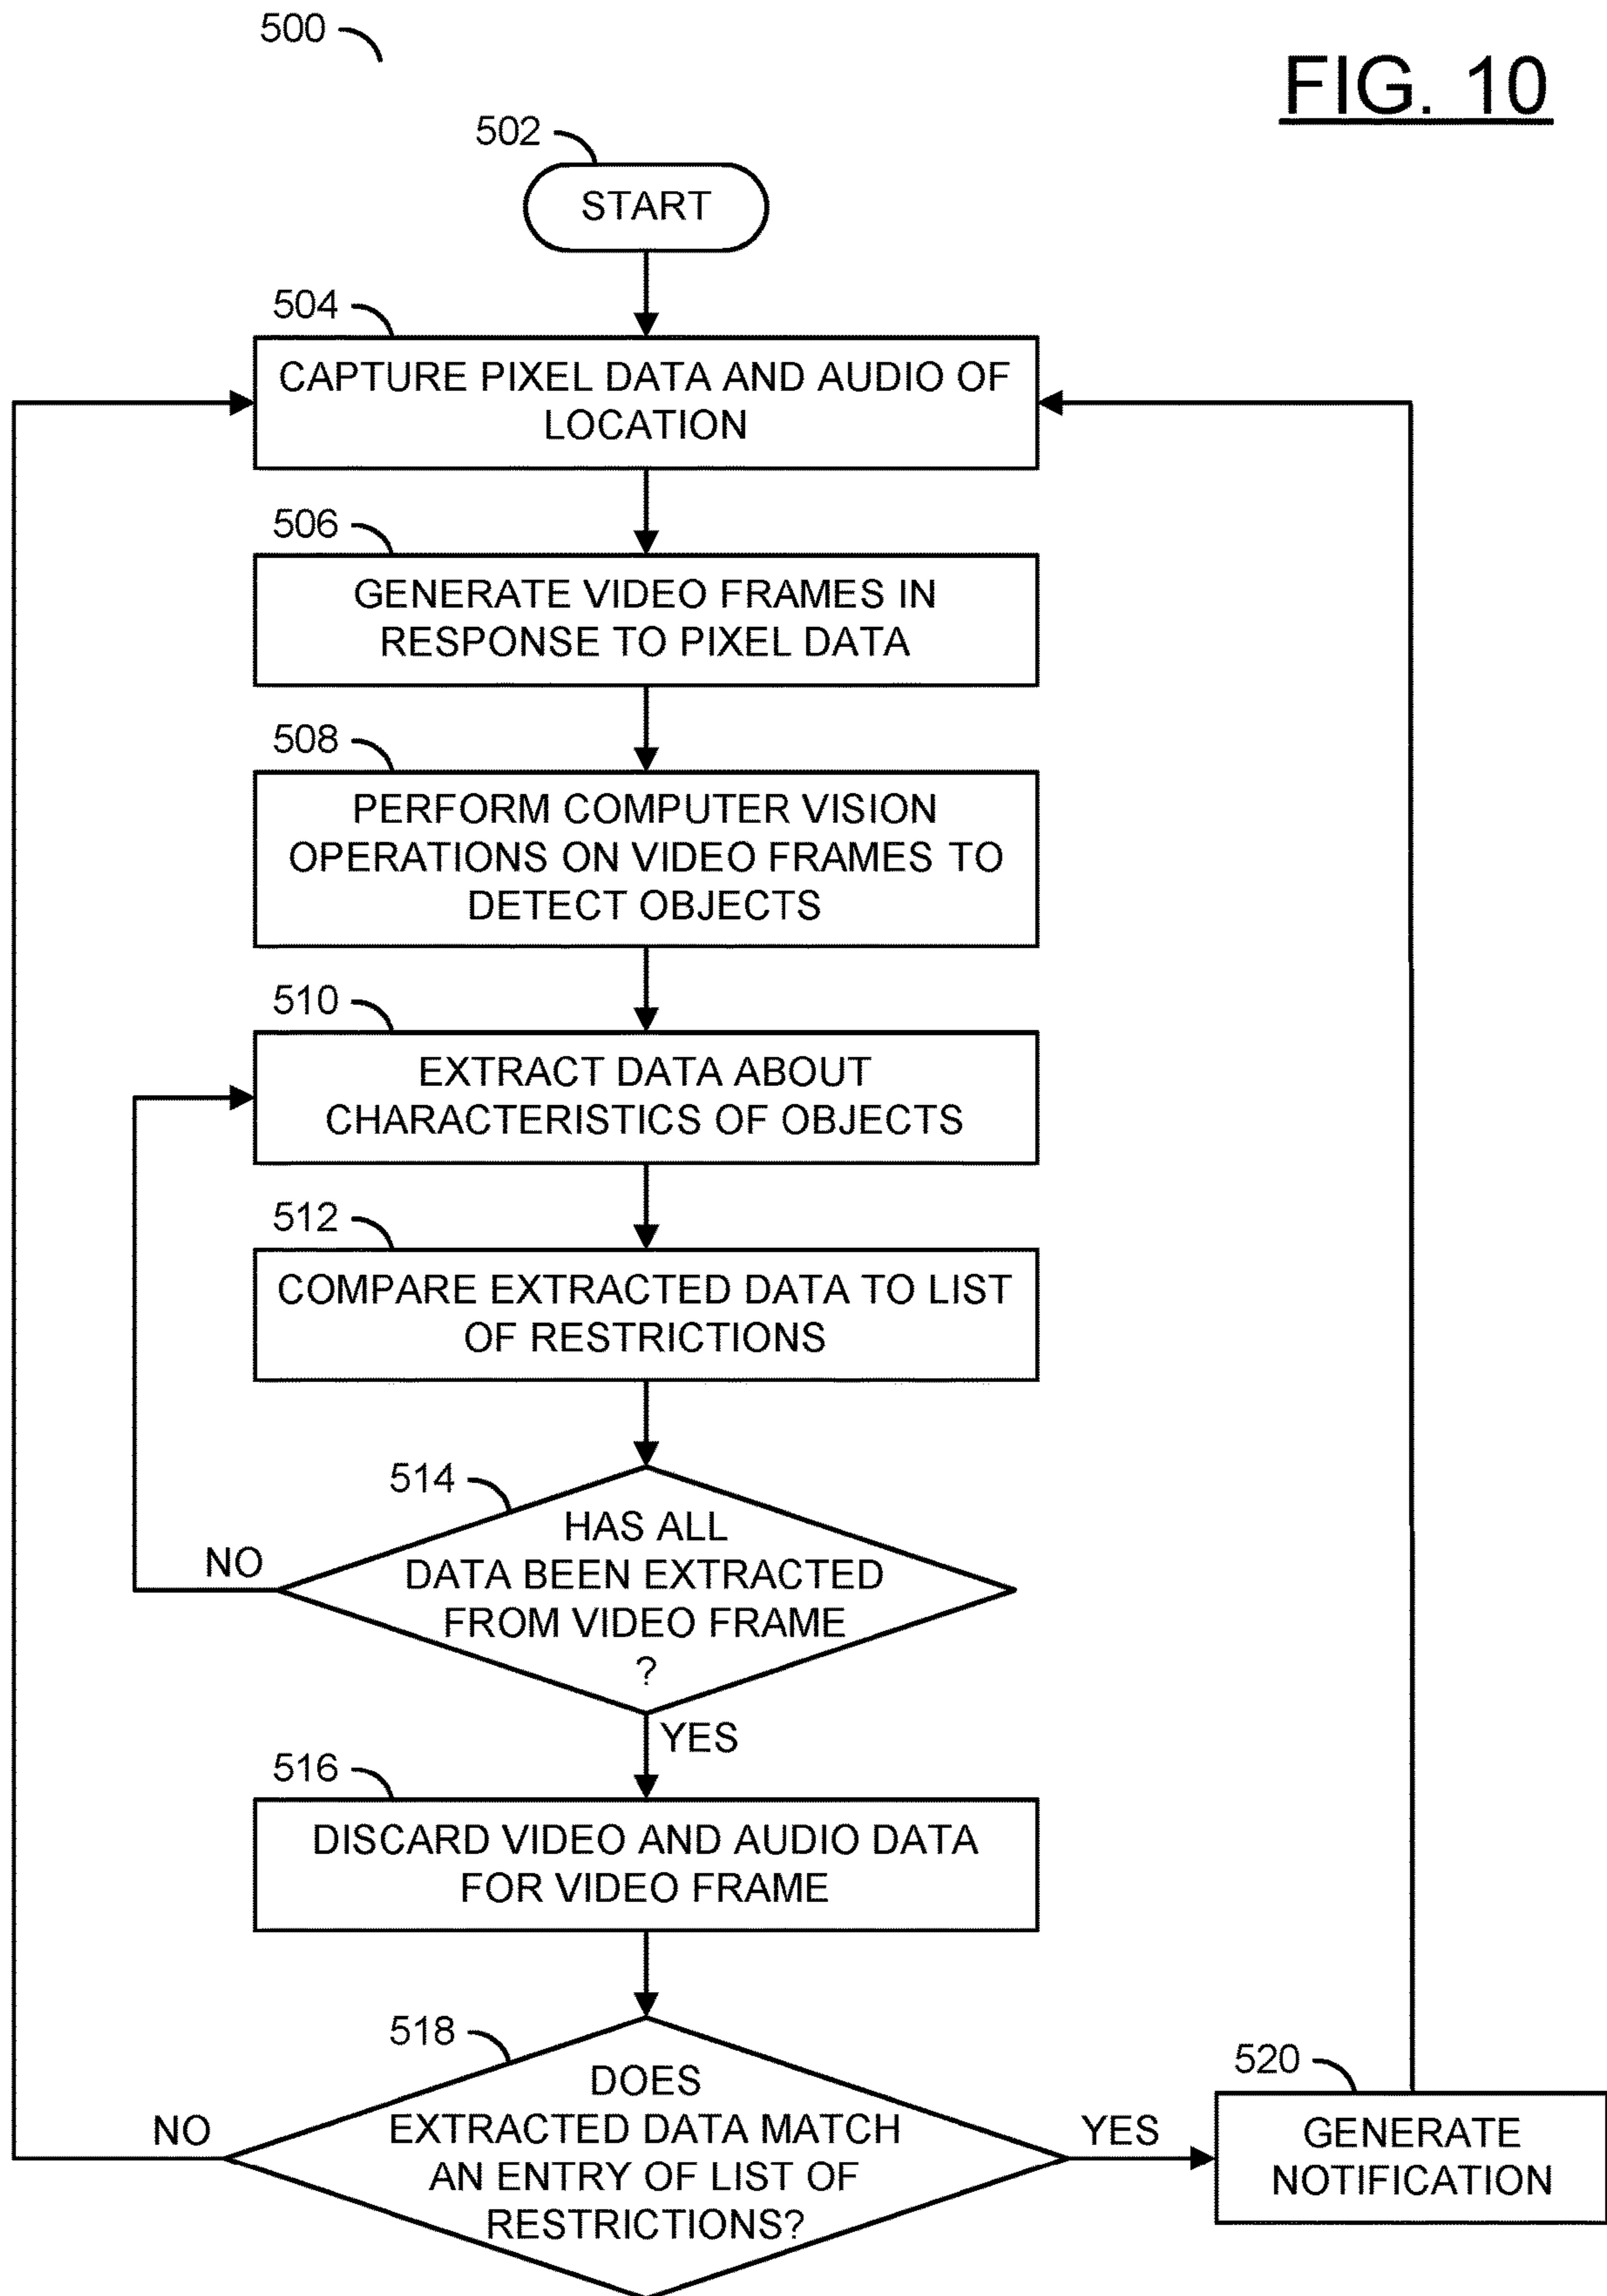 500
FIG. 10
502
START
504
CAPTURE PIXEL DATA AND AUDIO OF
LOCATION
506
GENERATE VIDEO FRAMES IN
RESPONSE TO PIXEL DATA
508
PERFORM COMPUTER VISION
OPERATIONS ON VIDEO FRAMES TO
DETECT OBJECTS
510
EXTRACT DATA ABOUT
CHARACTERISTICS OF OBJECTS
512
COMPARE EXTRACTED DATA TO LIST
OF RESTRICTIONS
514
HAS ALL
DATA BEEN EXTRACTED
FROM VIDEO FRAME
?
NO
YES
516
DISCARD VIDEO AND AUDIO DATA
FOR VIDEO FRAME
518
DOES
EXTRACTED DATA MATCH
AN ENTRY OF LIST OF
RESTRICTIONS?
NO
YES
520
GENERATE
NOTIFICATION